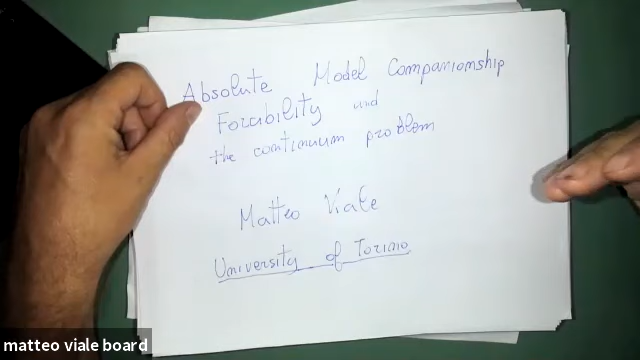 Absolute Model Companionship
Forcibility and
the continuum problem
Matteo Viale
University of Torino
matteo viale board